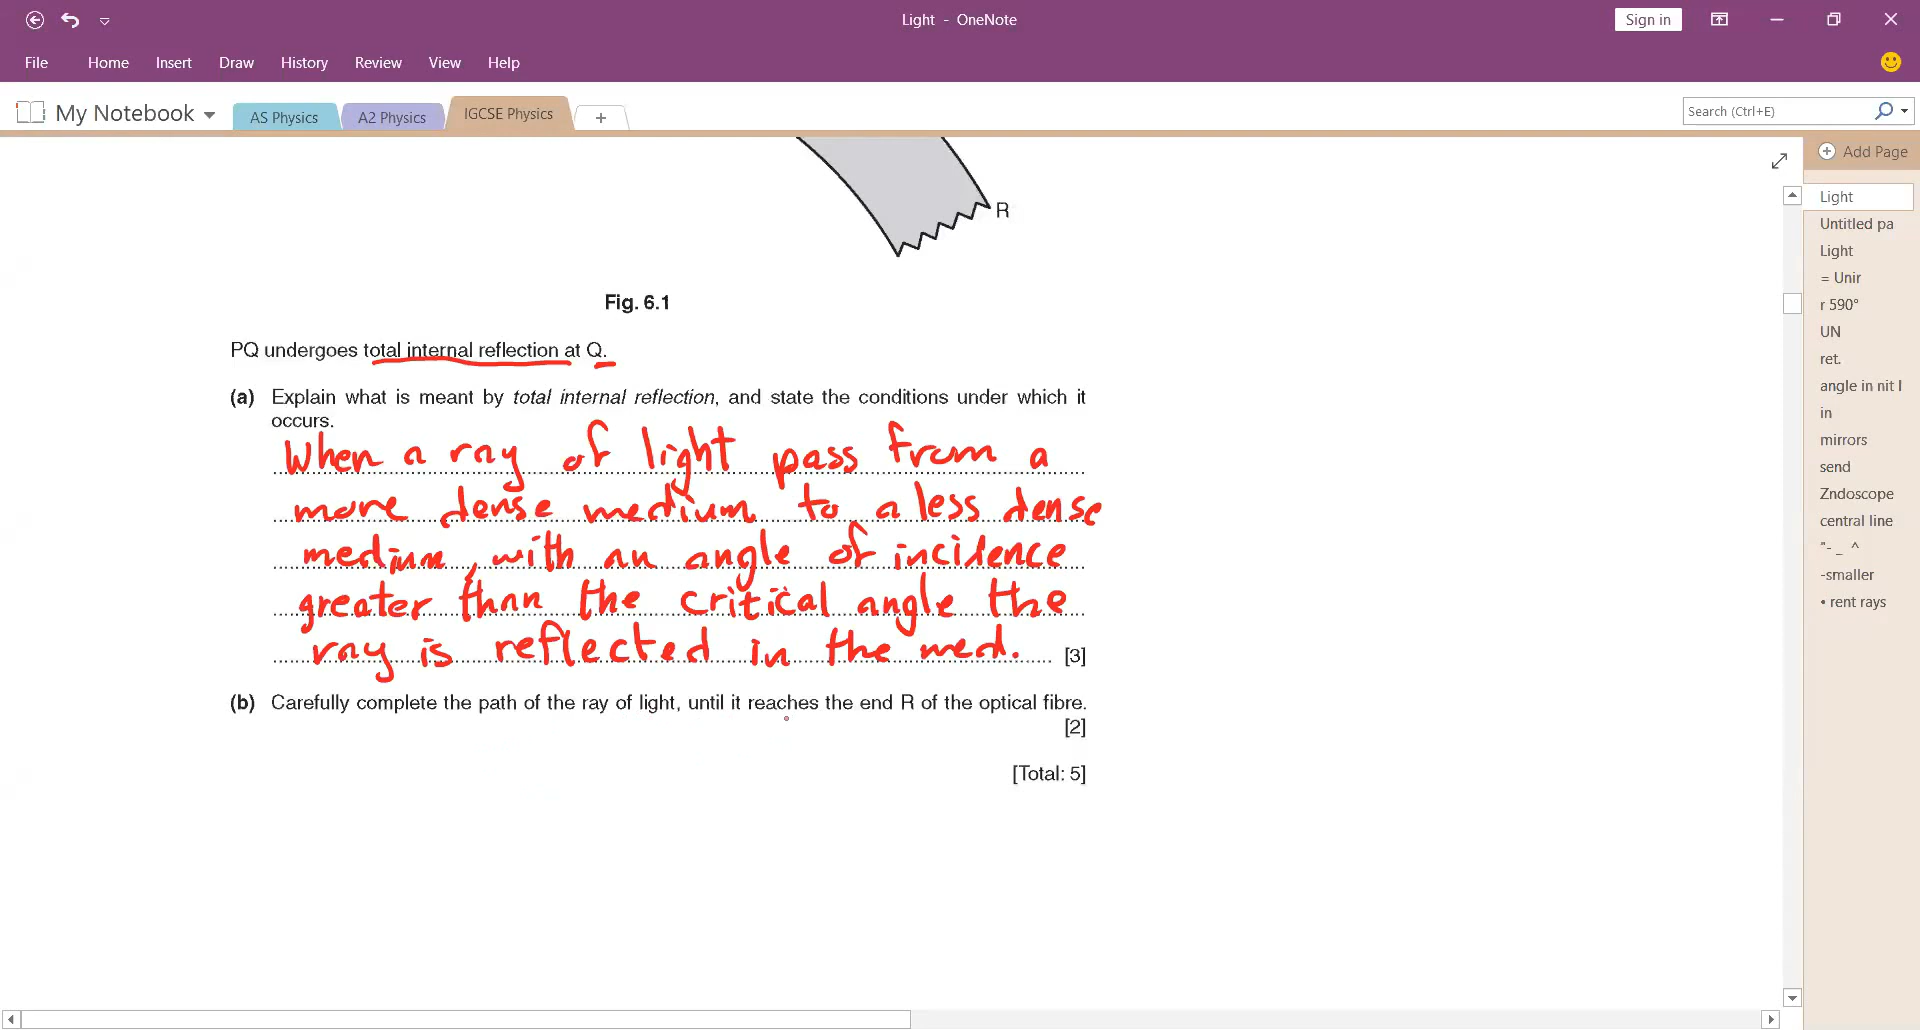 Light - OneNote
Sign in
File Home Insert Draw History Review View Help
My Notebook
AS Physics
A2 Physics
IGCSE Physics
+
Search (Ctrl+E)
Add Page
Light
Untitled pa
Light
= Unir
r 590°
UN
ret.
angle in nit I
in
mirrors
send
Zndoscope
central line
"- _ ^
-smaller
• rent rays
R
Fig. 6.1
PQ undergoes total internal reflection at Q.
(a) Explain what is meant by total internal reflection, and state the conditions under which it
occurs.
When a ray of light pass from a
more dense medium to a less dense
medium, with an angle of incidence
greater than the critical angle the
ray is reflected in the med.
[3]
(b) Carefully complete the path of the ray of light, until it reaches the end R of the optical fibre.
[2]
[Total: 5]